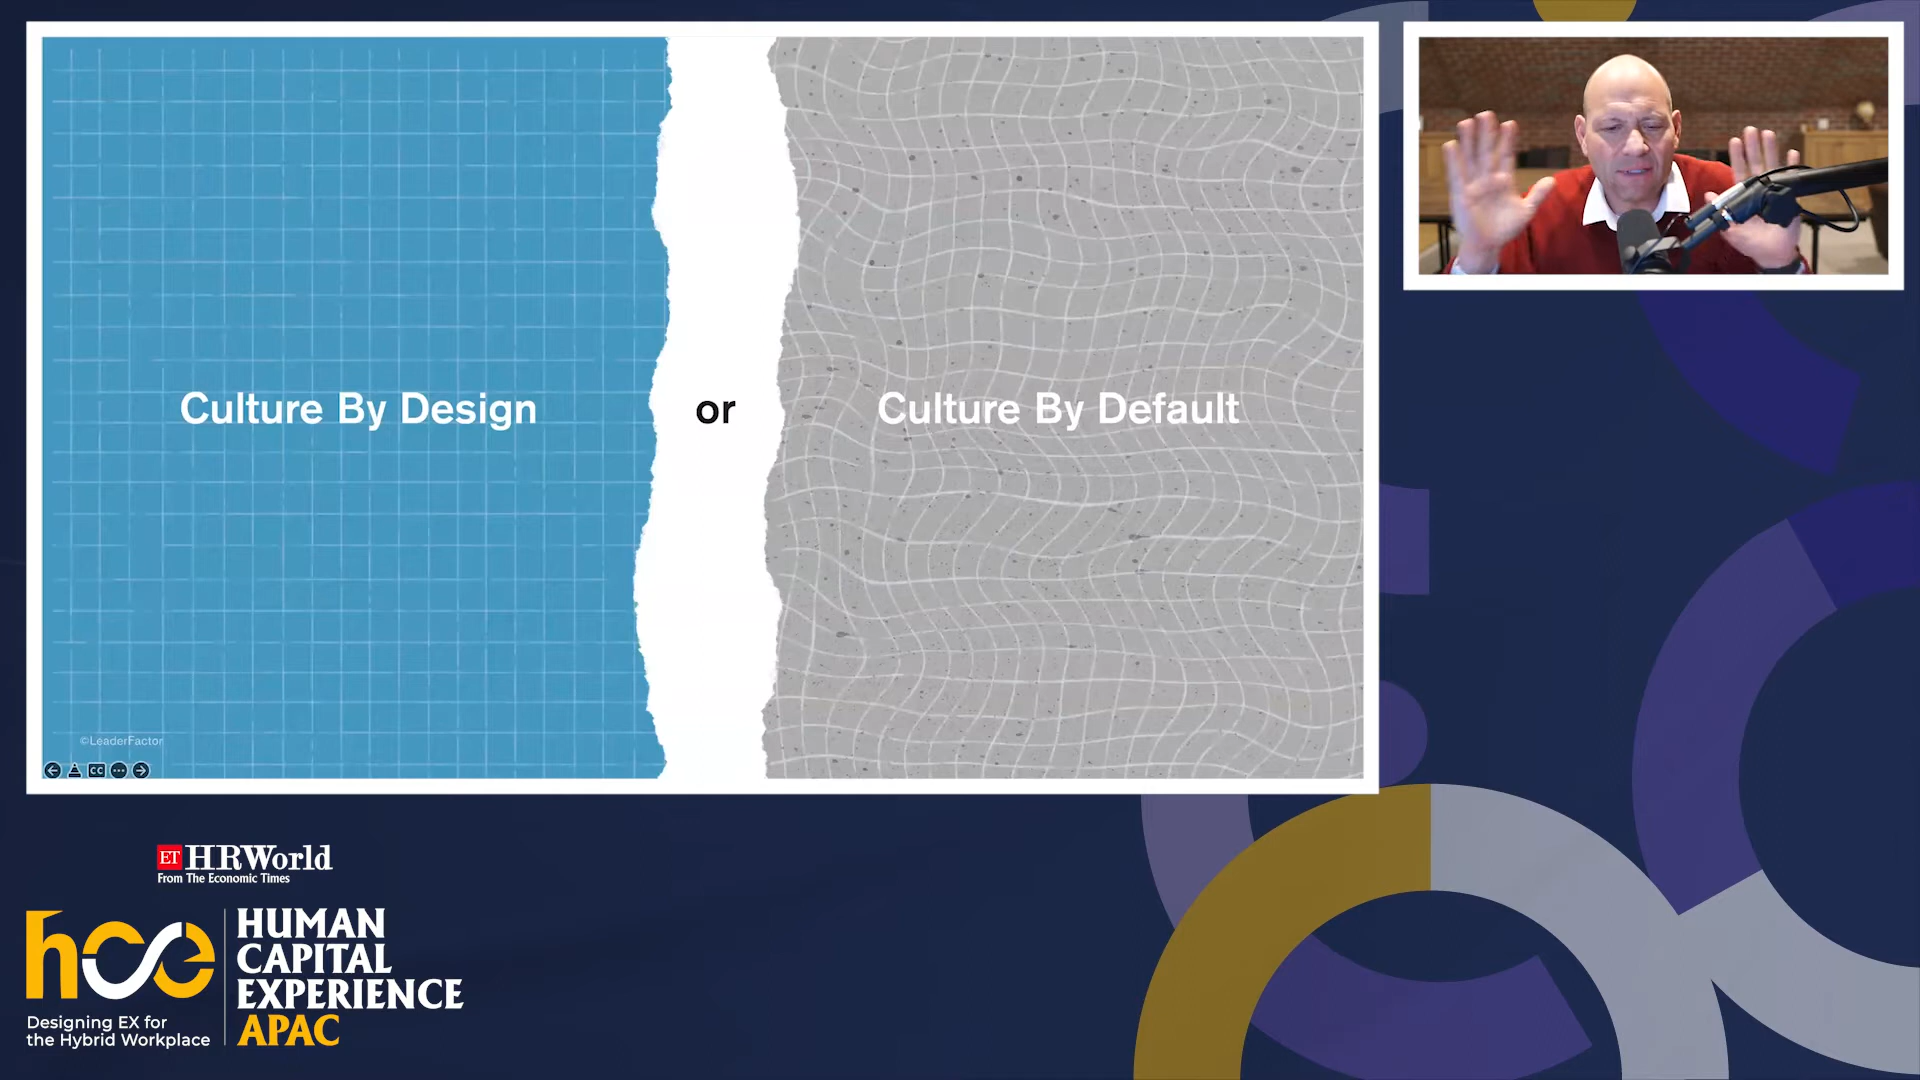 Culture By Design
or
Culture By Default
©LeaderFactor
CC
ET HRWorld
From The Economic Times
hce
HUMAN
CAPITAL
EXPERIENCE
APAC
Designing EX for
the Hybrid Workplace